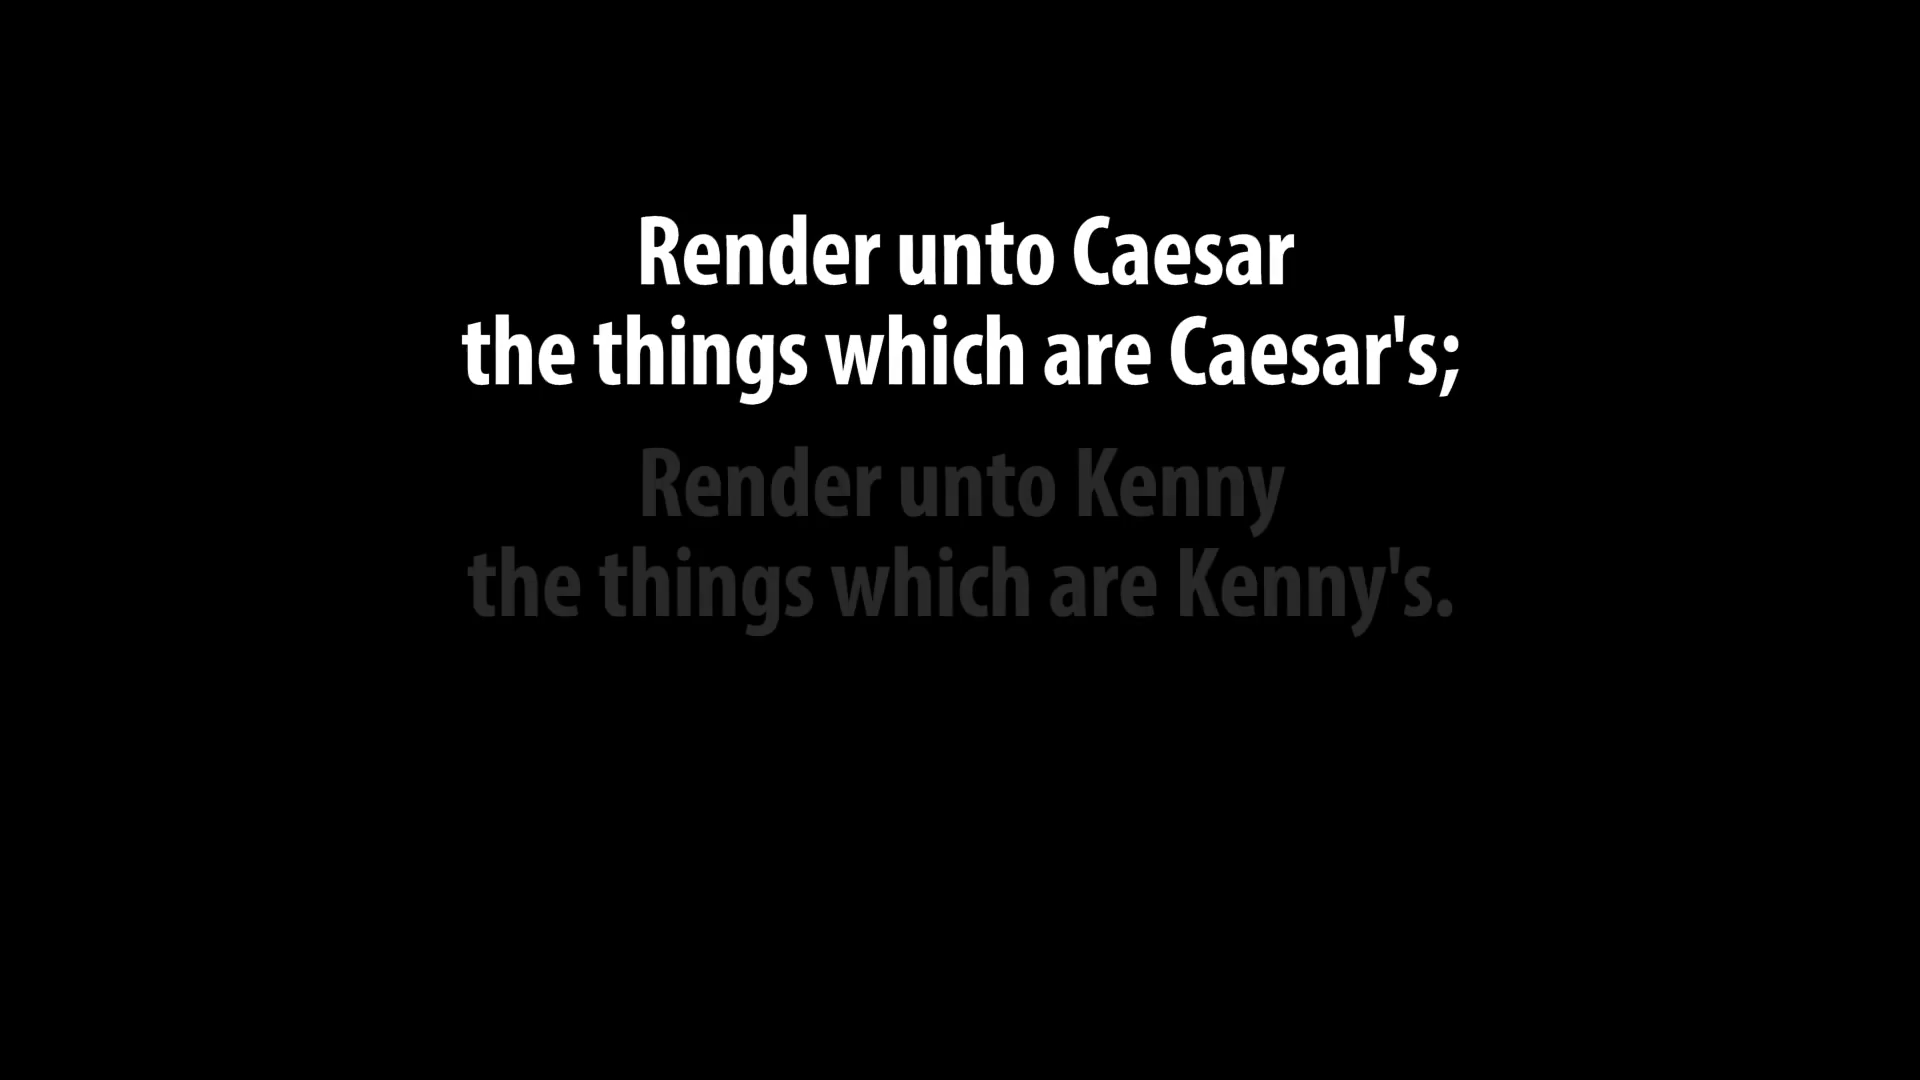 Render unto Caesar
the things which are Caesar's;
Render unto Kenny
the things which are Kenny's.